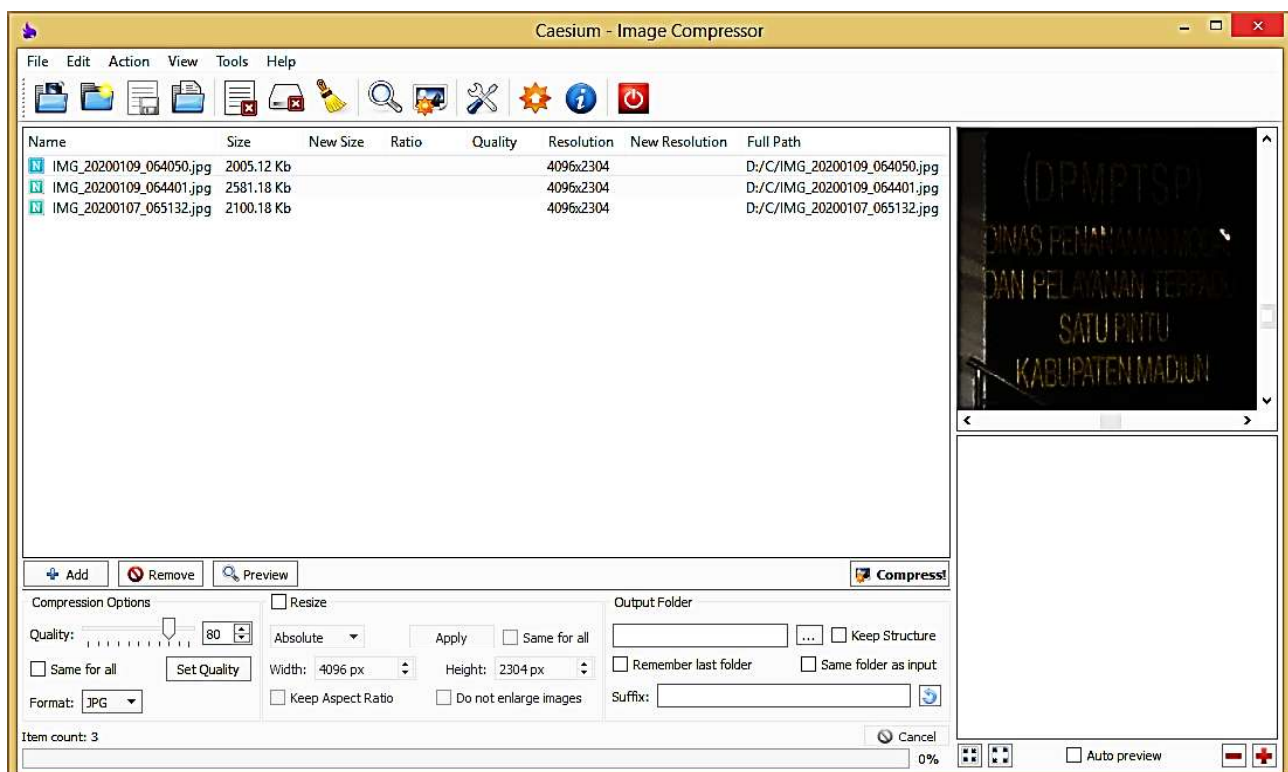 Caesium - Image Compressor
File Edit Action View Tools Help
Name Size New Size Ratio Quality Resolution New Resolution Full Path
N IMG_20200109_064050.jpg 2005.12 Kb 4096x2304 D:/C/IMG_20200109_064050.jpg
N IMG_20200109_064401.jpg 2581.18 Kb 4096x2304 D:/C/IMG_20200109_064401.jpg
N IMG_20200107_065132.jpg 2100.18 Kb 4096x2304 D:/C/IMG_20200107_065132.jpg
(DPMPTSP)
DINAS PENANAMAN MODAL
DAN PELAYANAN TERPADU
SATU PINTU
KABUPATEN MADIUN
Add Remove Preview Compress!
Compression Options Resize Output Folder
Quality: 80 Absolute Apply Same for all ... Keep Structure
Same for all Set Quality Width: 4096 px Height: 2304 px Remember last folder Same folder as input
Format: JPG Keep Aspect Ratio Do not enlarge images Suffix:
Item count: 3 Cancel
0% Auto preview